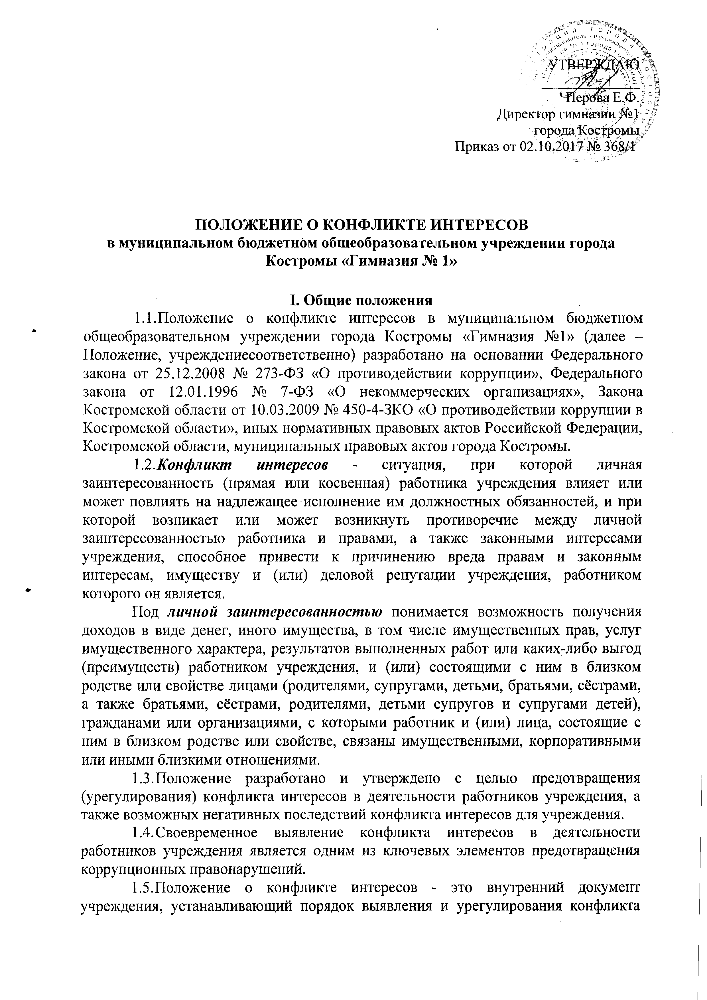 УТВЕРЖДАЮ
Перова Е.Ф.
Директор гимназии №1
города Костромы
Приказ от 02.10.2017 № 368/1
ПОЛОЖЕНИЕ О КОНФЛИКТЕ ИНТЕРЕСОВ
в муниципальном бюджетном общеобразовательном учреждении города
Костромы «Гимназия № 1»
I. Общие положения
1.1.Положение о конфликте интересов в муниципальном бюджетном
общеобразовательном учреждении города Костромы «Гимназия №1» (далее –
Положение, учреждениесоответственно) разработано на основании Федерального
закона от 25.12.2008 № 273-ФЗ «О противодействии коррупции», Федерального
закона от 12.01.1996 № 7-ФЗ «О некоммерческих организациях», Закона
Костромской области от 10.03.2009 № 450-4-ЗКО «О противодействии коррупции в
Костромской области», иных нормативных правовых актов Российской Федерации,
Костромской области, муниципальных правовых актов города Костромы.
1.2.Конфликт интересов - ситуация, при которой личная
заинтересованность (прямая или косвенная) работника учреждения влияет или
может повлиять на надлежащее исполнение им должностных обязанностей, и при
которой возникает или может возникнуть противоречие между личной
заинтересованностью работника и правами, а также законными интересами
учреждения, способное привести к причинению вреда правам и законным
интересам, имуществу и (или) деловой репутации учреждения, работником
которого он является.
Под личной заинтересованностью понимается возможность получения
доходов в виде денег, иного имущества, в том числе имущественных прав, услуг
имущественного характера, результатов выполненных работ или каких-либо выгод
(преимуществ) работником учреждения, и (или) состоящими с ним в близком
родстве или свойстве лицами (родителями, супругами, детьми, братьями, сёстрами,
а также братьями, сёстрами, родителями, детьми супругов и супругами детей),
гражданами или организациями, с которыми работник и (или) лица, состоящие с
ним в близком родстве или свойстве, связаны имущественными, корпоративными
или иными близкими отношениями.
1.3.Положение разработано и утверждено с целью предотвращения
(урегулирования) конфликта интересов в деятельности работников учреждения, а
также возможных негативных последствий конфликта интересов для учреждения.
1.4.Своевременное выявление конфликта интересов в деятельности
работников учреждения является одним из ключевых элементов предотвращения
коррупционных правонарушений.
1.5.Положение о конфликте интересов - это внутренний документ
учреждения, устанавливающий порядок выявления и урегулирования конфликта